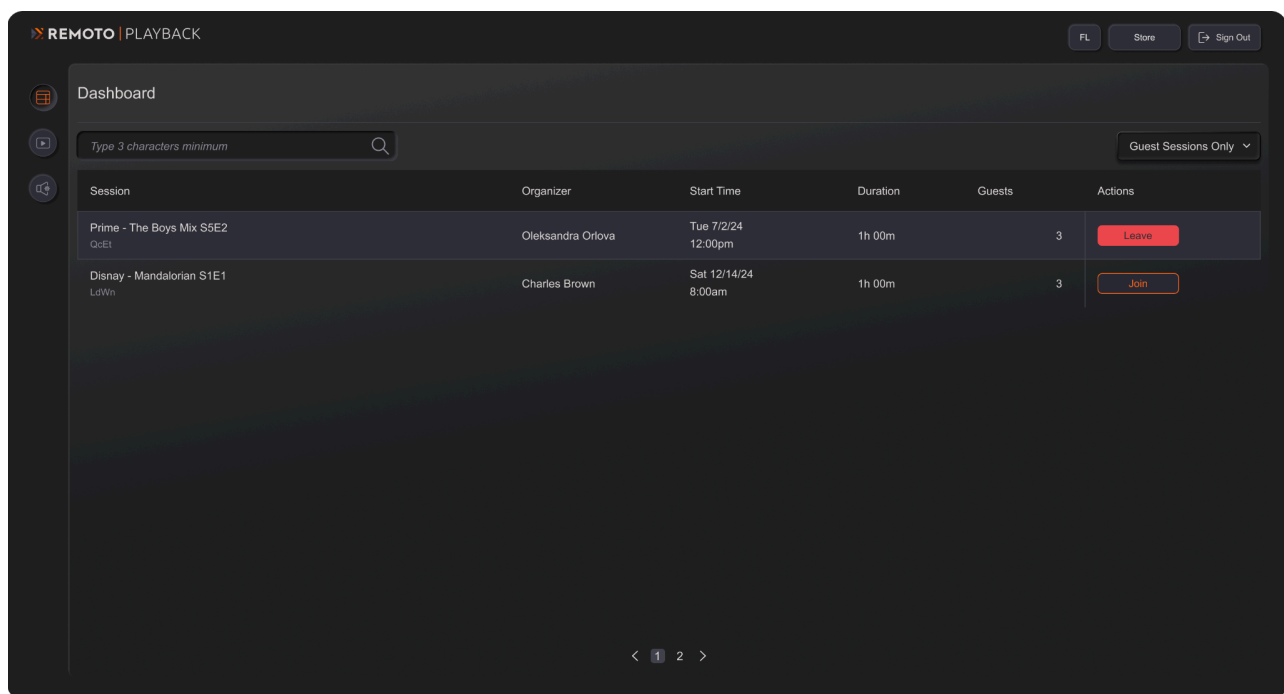 REMOTO | PLAYBACK
FL
Store
Sign Out
Dashboard
Type 3 characters minimum
Guest Sessions Only
Session Organizer Start Time Duration Guests Actions
Prime - The Boys Mix S5E2
QcEt
Oleksandra Orlova
Tue 7/2/24
12:00pm
1h 00m
3
Leave
Disnay - Mandalorian S1E1
LdWn
Charles Brown
Sat 12/14/24
8:00am
1h 00m
3
Join
1 2